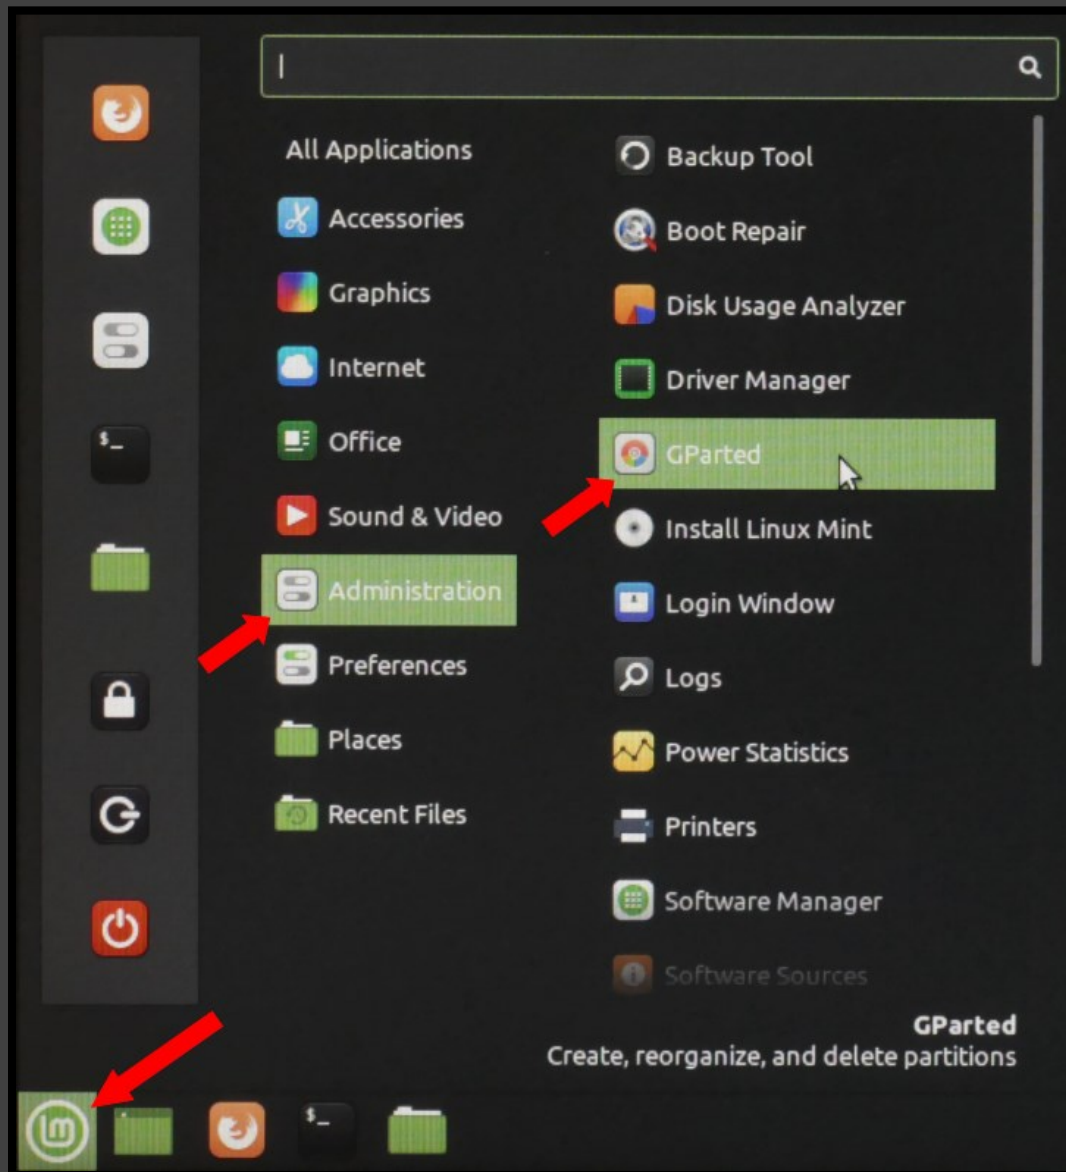 All Applications
Accessories
Graphics
Internet
Office
Sound & Video
Administration
Preferences
Places
Recent Files
Backup Tool
Boot Repair
Disk Usage Analyzer
Driver Manager
GParted
Install Linux Mint
Login Window
Logs
Power Statistics
Printers
Software Manager
Software Sources
GParted
Create, reorganize, and delete partitions
$_
$_